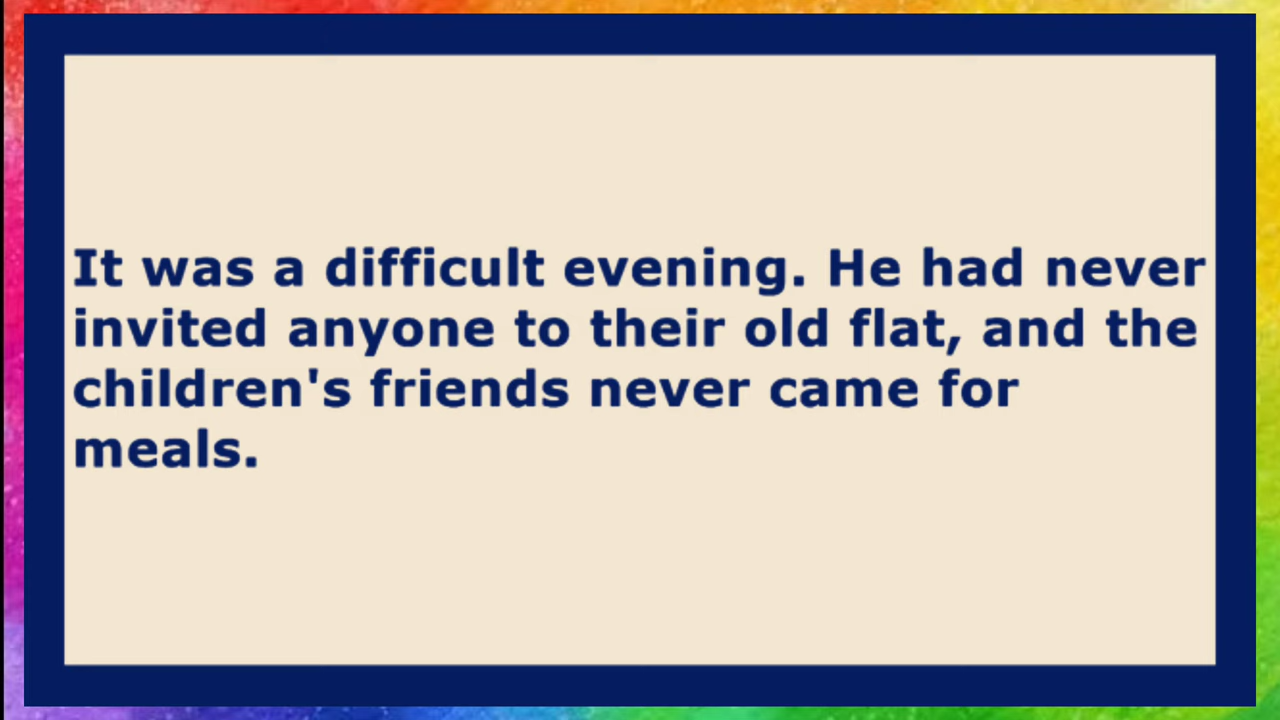 It was a difficult evening. He had never
invited anyone to their old flat, and the
children's friends never came for
meals.